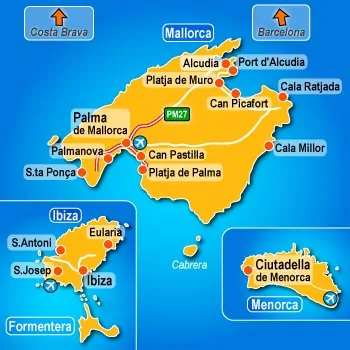 Costa Brava
Mallorca
Barcelona
Alcudia
Port d'Alcudia
Platja de Muro
Cala Ratjada
Can Picafort
PM27
Palma
de Mallorca
Cala Millor
Palmanova
Can Pastilla
S.ta Ponça
Platja de Palma
Ibiza
Eularia
S.Antoni
Cabrera
S.Josep
Ibiza
Ciutadella
de Menorca
Menorca
Formentera